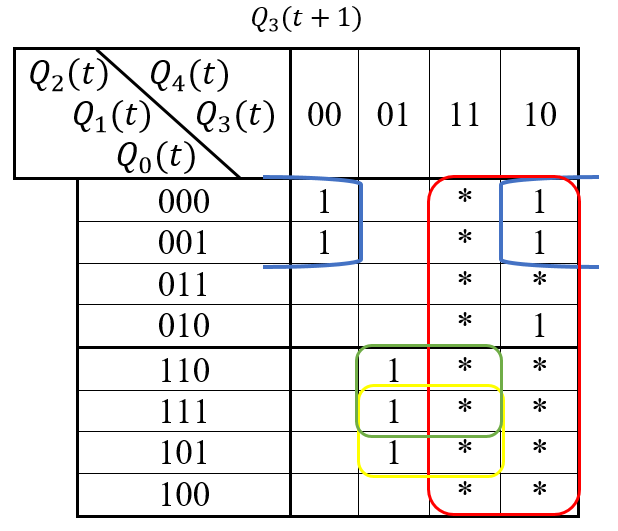 Q₃(t + 1)
Q₂(t) Q₄(t)
Q₁(t) Q₃(t) 00 01 11 10
Q₀(t)
000 1 * 1
001 1 * 1
011 * *
010 * 1
110 1 * *
111 1 * *
101 1 * *
100 * *